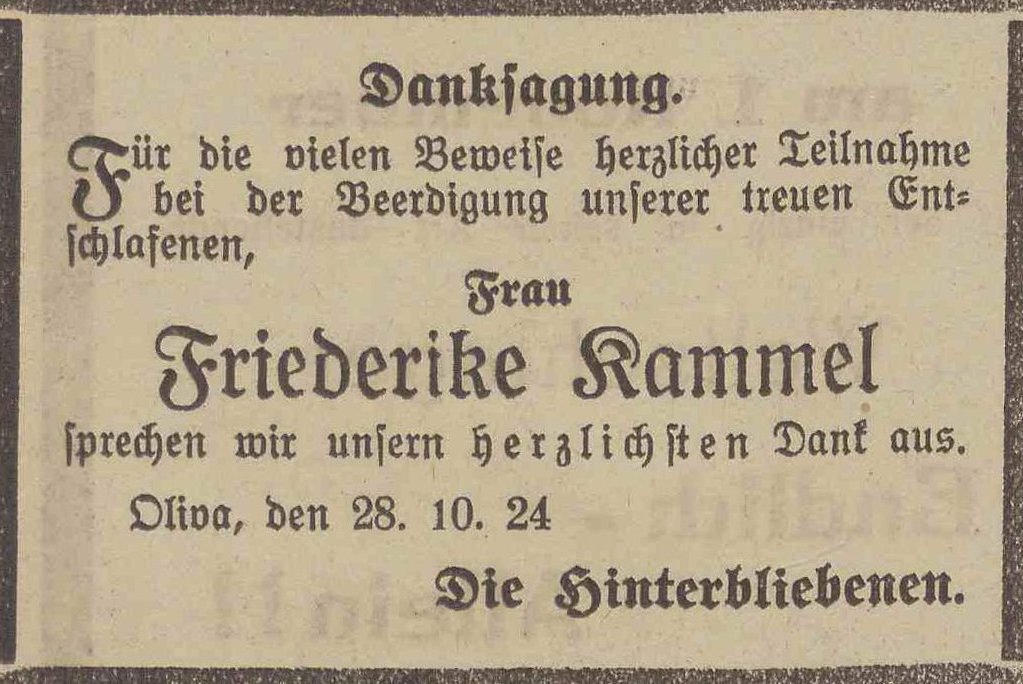 Danksagung.
Für die vielen Beweise herzlicher Teilnahme
bei der Beerdigung unserer treuen Ent-
schlafenen,
Frau
Friederike Kammel
sprechen wir unsern herzlichsten Dank aus.
Oliva, den 28. 10. 24
Die Hinterbliebenen.